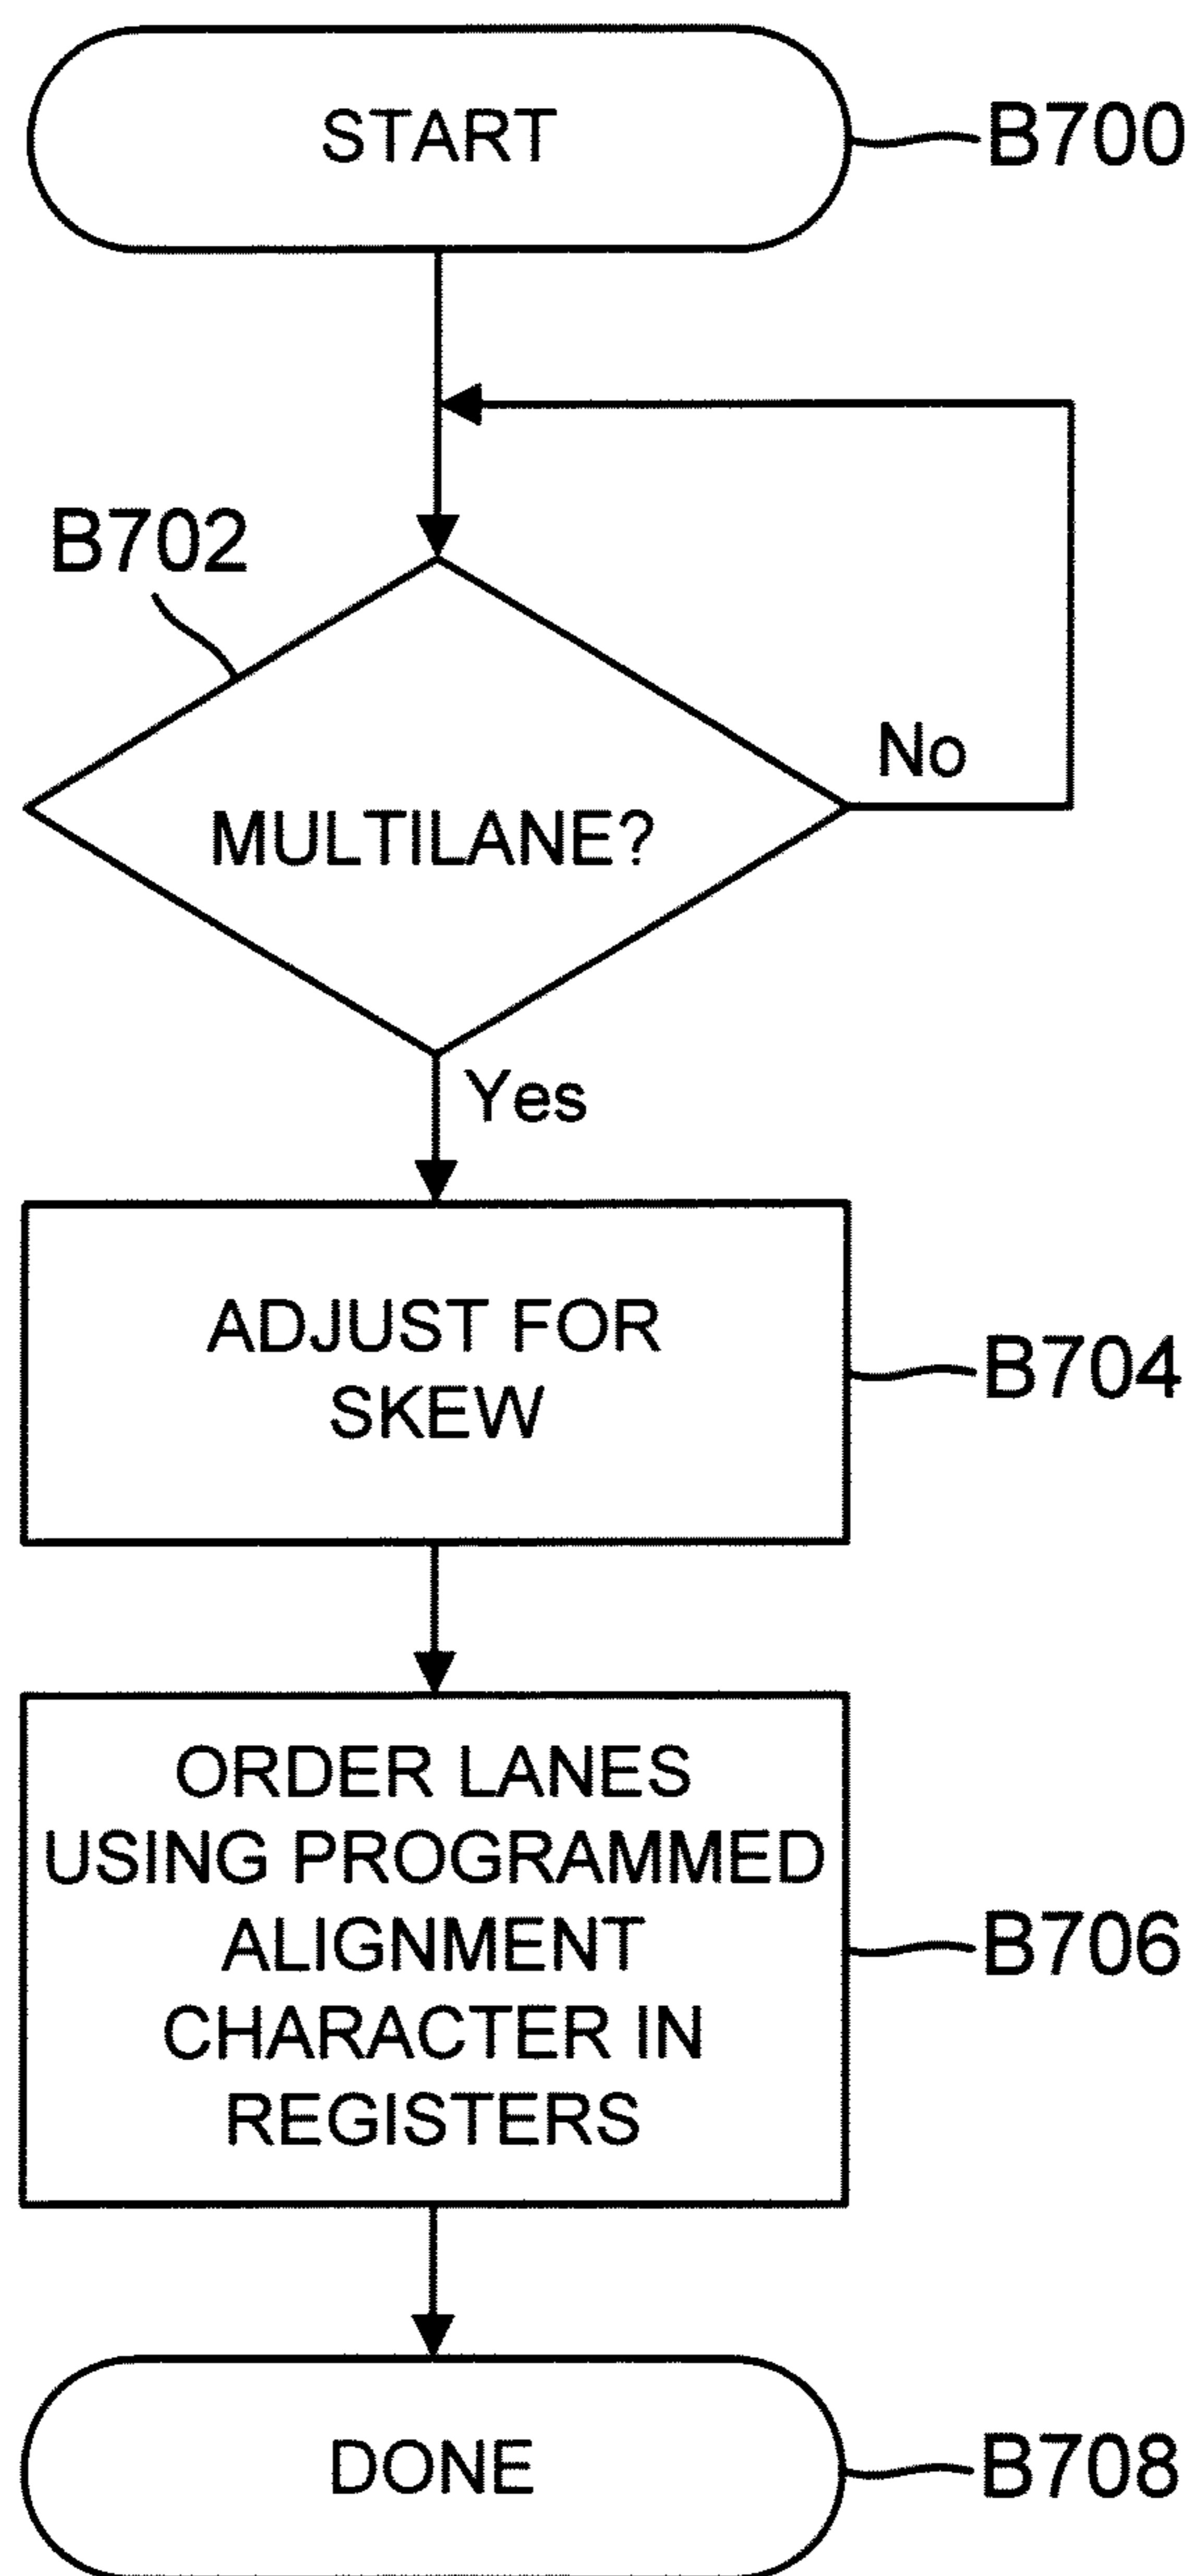 START
B700
B702
No
MULTILANE?
Yes
ADJUST FOR
SKEW
B704
ORDER LANES
USING PROGRAMMED
ALIGNMENT
CHARACTER IN
REGISTERS
B706
DONE
B708